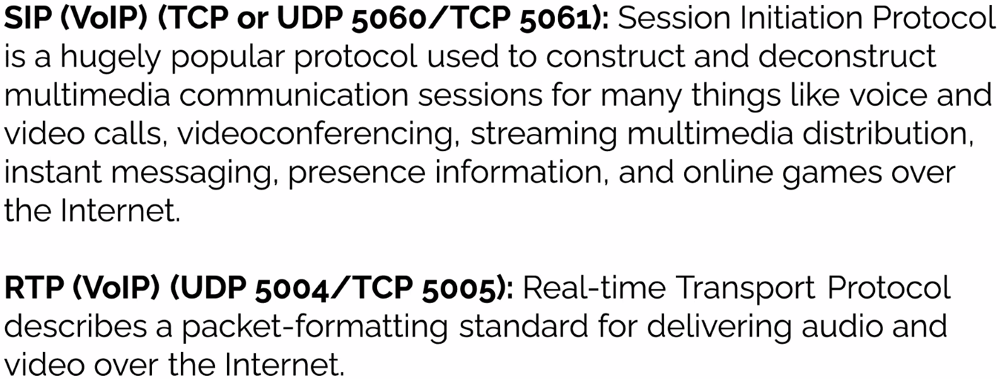 SIP (VoIP) (TCP or UDP 5060/TCP 5061): Session Initiation Protocol
is a hugely popular protocol used to construct and deconstruct
multimedia communication sessions for many things like voice and
video calls, videoconferencing, streaming multimedia distribution,
instant messaging, presence information, and online games over
the Internet.
RTP (VoIP) (UDP 5004/TCP 5005): Real-time Transport Protocol
describes a packet-formatting standard for delivering audio and
video over the Internet.